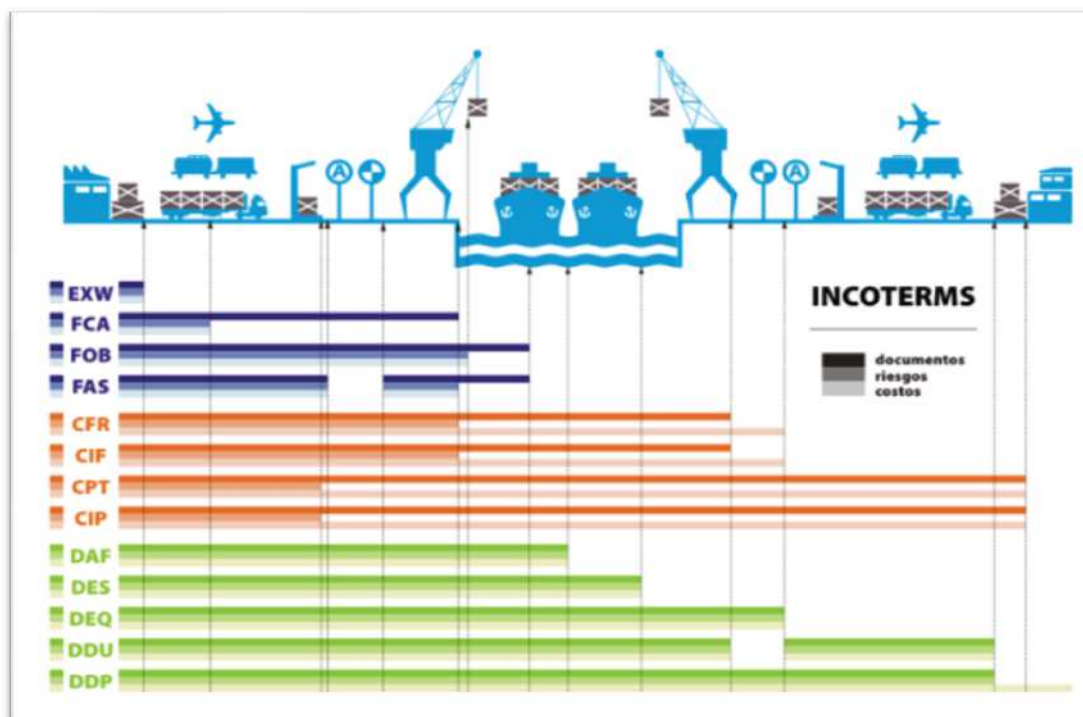 A
A
EXW
INCOTERMS
FCA
documentos
riesgos
costos
FOB
FAS
CFR
CIF
CPT
CIP
DAF
DES
DEQ
DDU
DDP